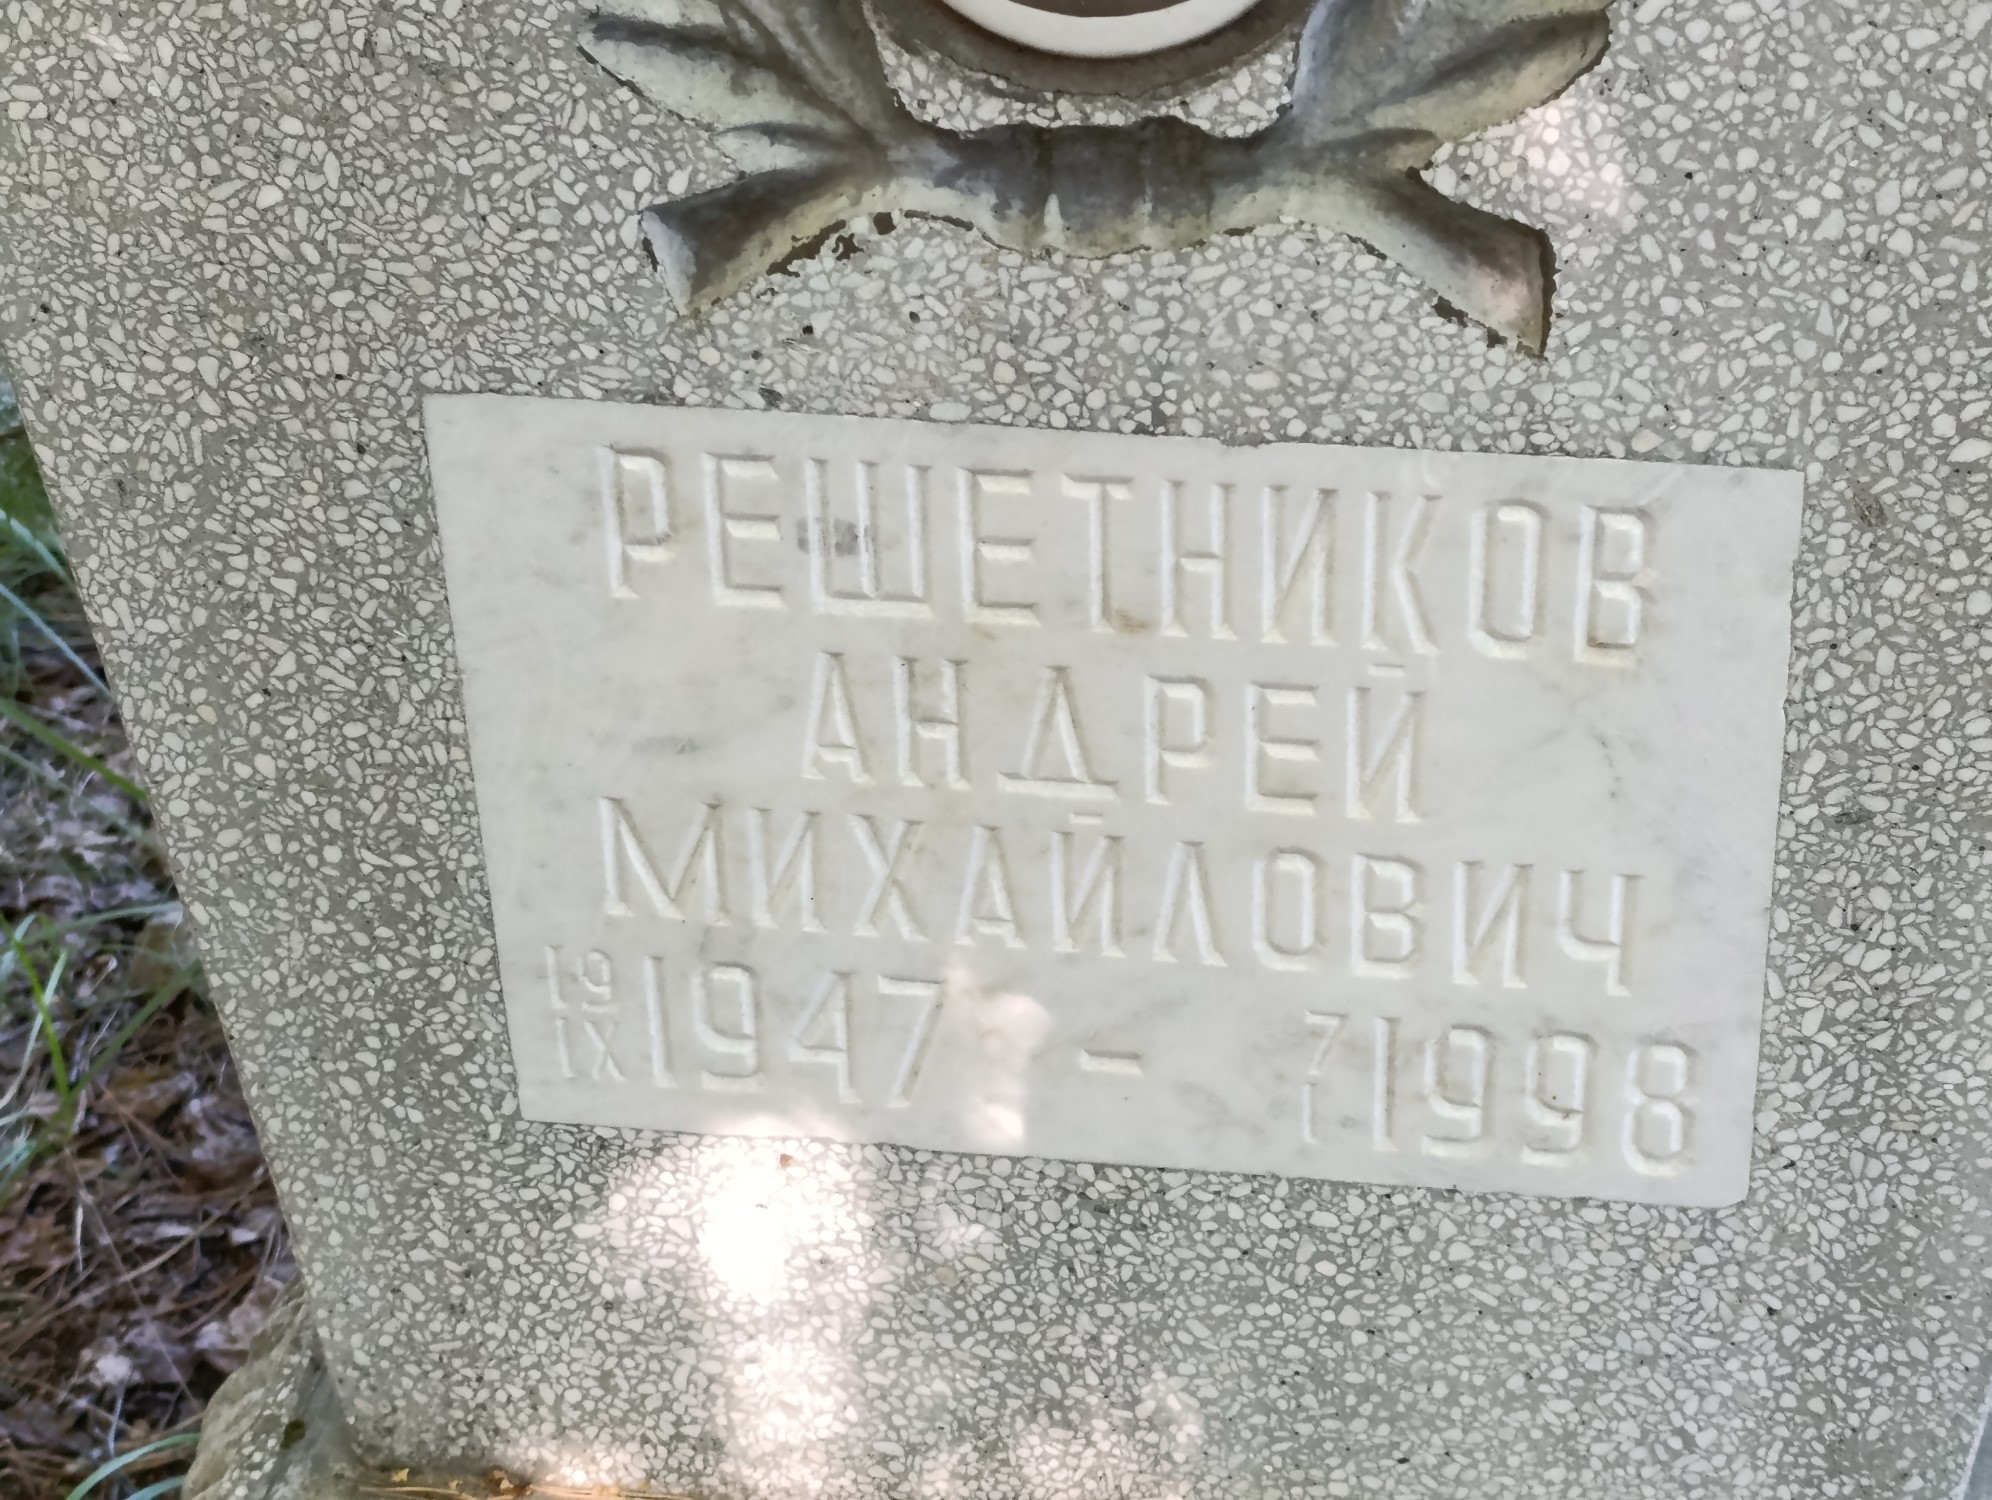 РЕШЕТНИКОВ
АНДРЕЙ
МИХАЙЛОВИЧ
19 IX 1947 - 7 I 1998